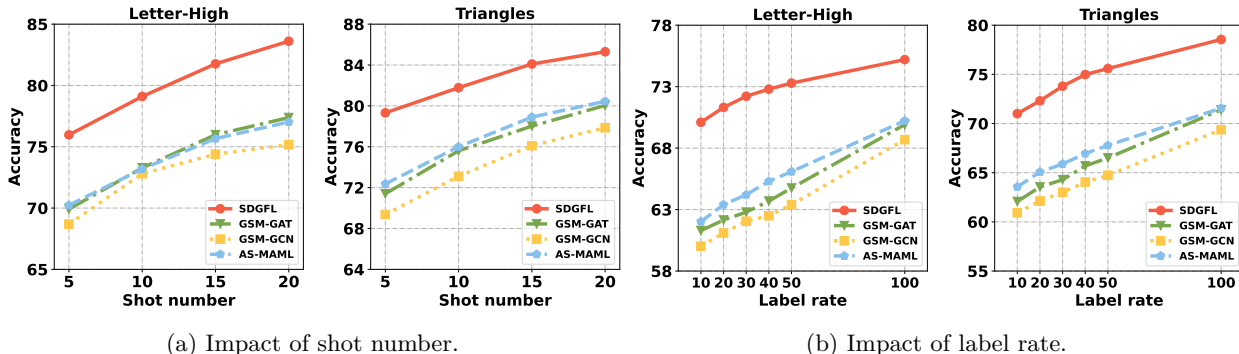 Letter-High
Accuracy
85
80
75
70
65
5 10 15 20
Shot number
SDGFL
GSM-GAT
GSM-GCN
AS-MAML
Triangles
Accuracy
88
84
80
76
72
68
64
5 10 15 20
Shot number
SDGFL
GSM-GAT
GSM-GCN
AS-MAML
(a) Impact of shot number.
Letter-High
Accuracy
78
73
68
63
58
10 20 30 40 50 100
Label rate
SDGFL
GSM-GAT
GSM-GCN
AS-MAML
Triangles
Accuracy
80
75
70
65
60
55
10 20 30 40 50 100
Label rate
SDGFL
GSM-GAT
GSM-GCN
AS-MAML
(b) Impact of label rate.